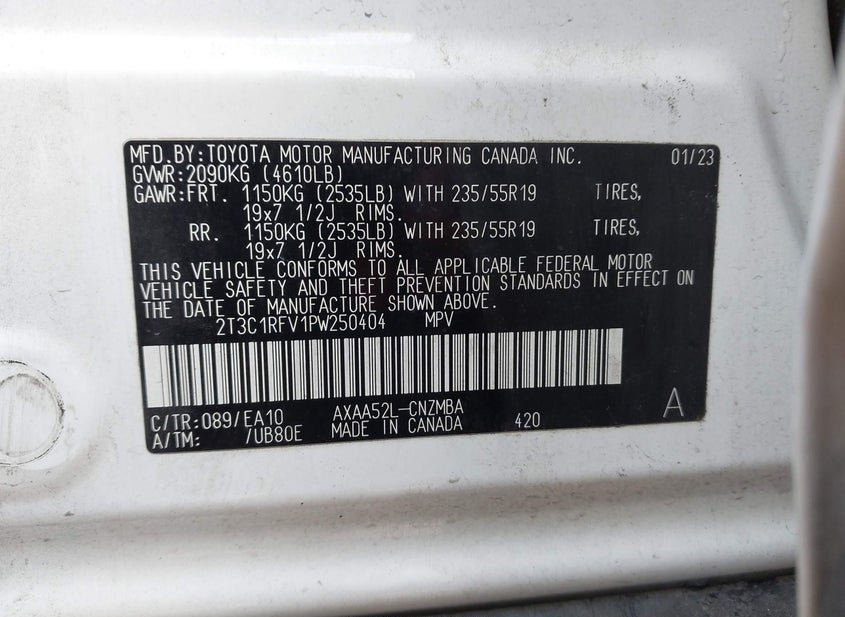 MFD.BY:TOYOTA MOTOR MANUFACTURING CANADA INC. 01/23
GVWR:2090KG (4610LB)
GAWR:FRT. 1150KG (2535LB) WITH 235/55R19 TIRES,
19x7 1/2J RIMS.
RR. 1150KG (2535LB) WITH 235/55R19 TIRES,
19x7 1/2J RIMS.
THIS VEHICLE CONFORMS TO ALL APPLICABLE FEDERAL MOTOR
VEHICLE SAFETY AND THEFT PREVENTION STANDARDS IN EFFECT ON
THE DATE OF MANUFACTURE SHOWN ABOVE.
2T3C1RFV1PW250404 MPV
C/TR:089/EA10 AXAA52L-CNZMBA A
A/TM: /UB80E MADE IN CANADA 420